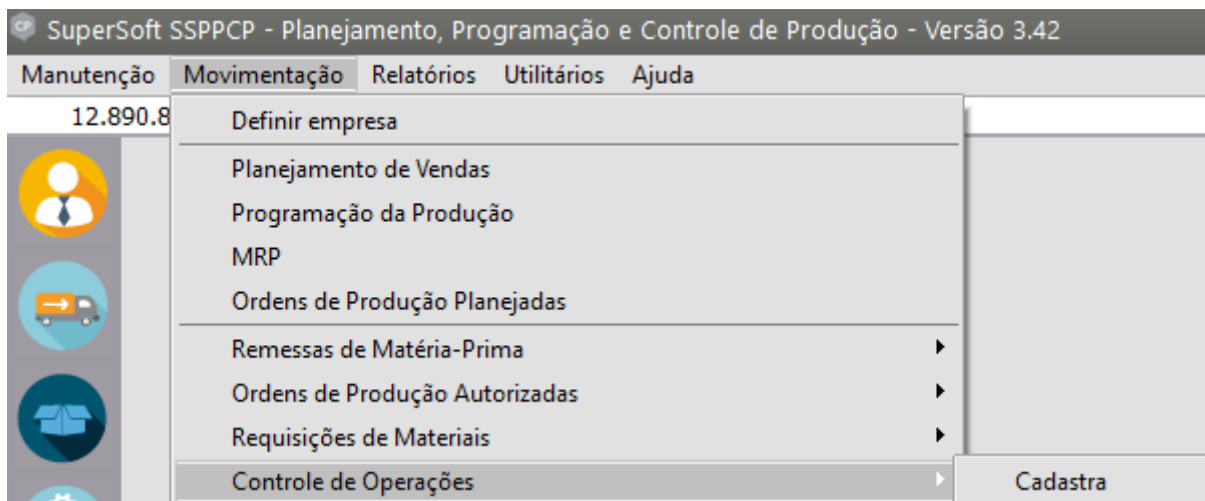 SuperSoft SSPPCP - Planejamento, Programação e Controle de Produção - Versão 3.42
Manutenção Movimentação Relatórios Utilitários Ajuda
12.890.8
Definir empresa
Planejamento de Vendas
Programação da Produção
MRP
Ordens de Produção Planejadas
Remessas de Matéria-Prima
Ordens de Produção Autorizadas
Requisições de Materiais
Controle de Operações Cadastra